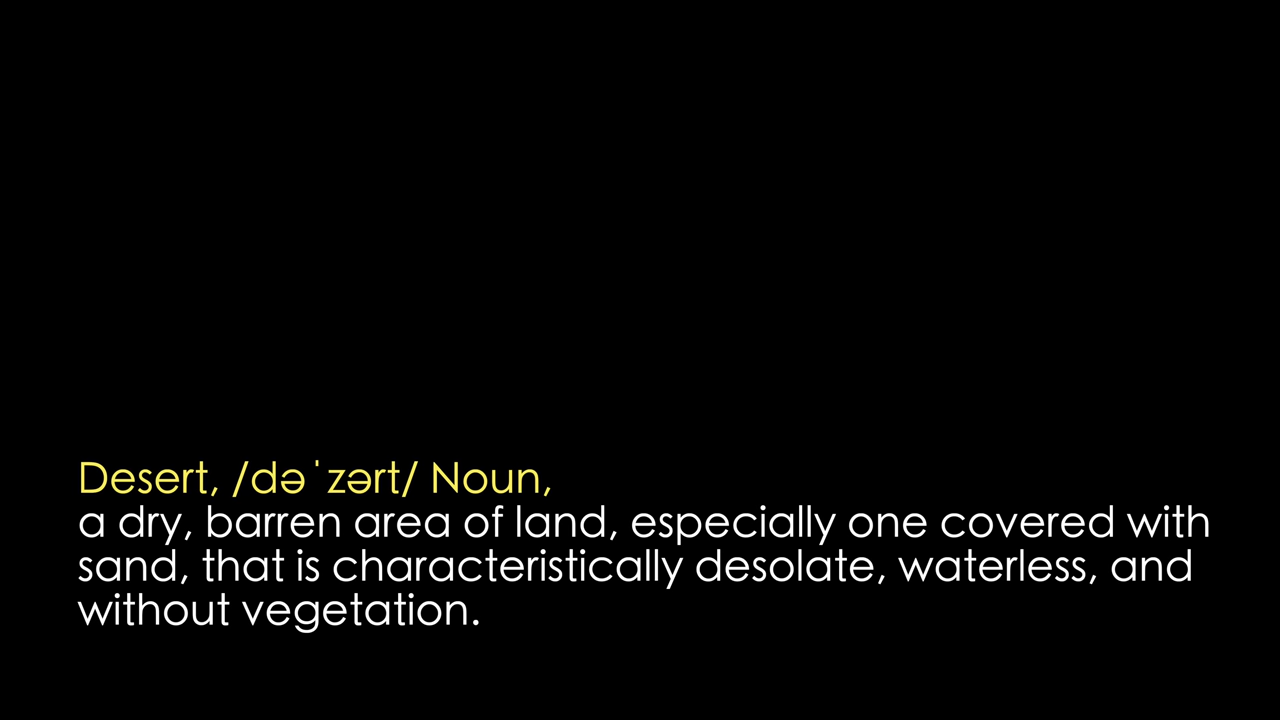 Desert, /dəˈzərt/ Noun,
a dry, barren area of land, especially one covered with
sand, that is characteristically desolate, waterless, and
without vegetation.